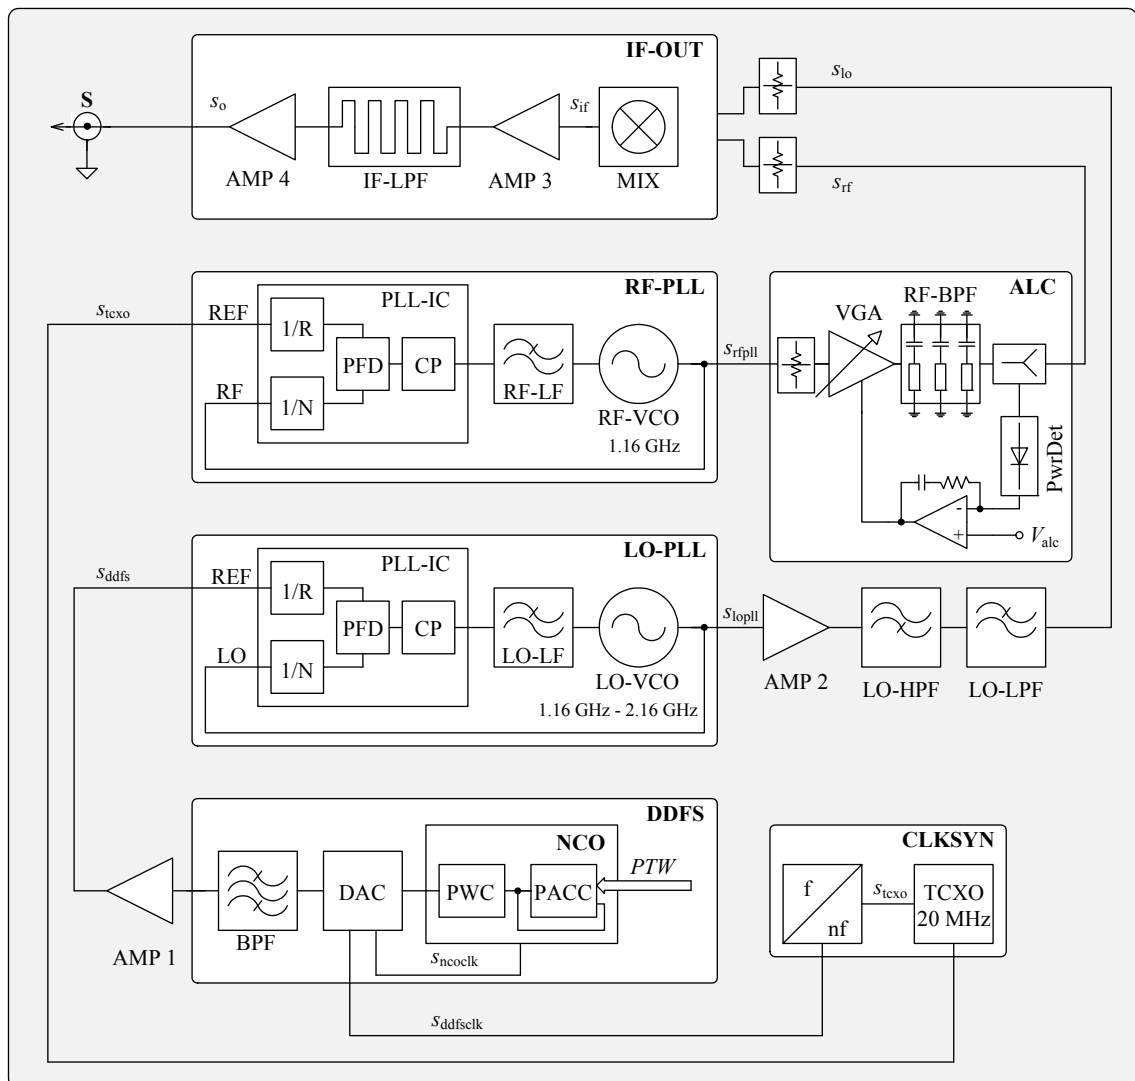 IF-OUT
S
s_o
s_if
s_lo
AMP 4
IF-LPF
AMP 3
MIX
s_rf
RF-PLL
ALC
s_tcxo
REF
PLL-IC
1/R
PFD
CP
RF
1/N
RF-LF
RF-VCO
1.16 GHz
s_rfpll
VGA
RF-BPF
PwrDet
-
+
V_alc
LO-PLL
s_ddfs
REF
PLL-IC
1/R
PFD
CP
LO
1/N
LO-LF
LO-VCO
1.16 GHz - 2.16 GHz
s_lopll
AMP 2
LO-HPF
LO-LPF
DDFS
NCO
PTW
DAC
PWC
PACC
BPF
AMP 1
s_ncoclk
s_ddfsclk
CLKSYN
f
nf
s_tcxo
TCXO
20 MHz